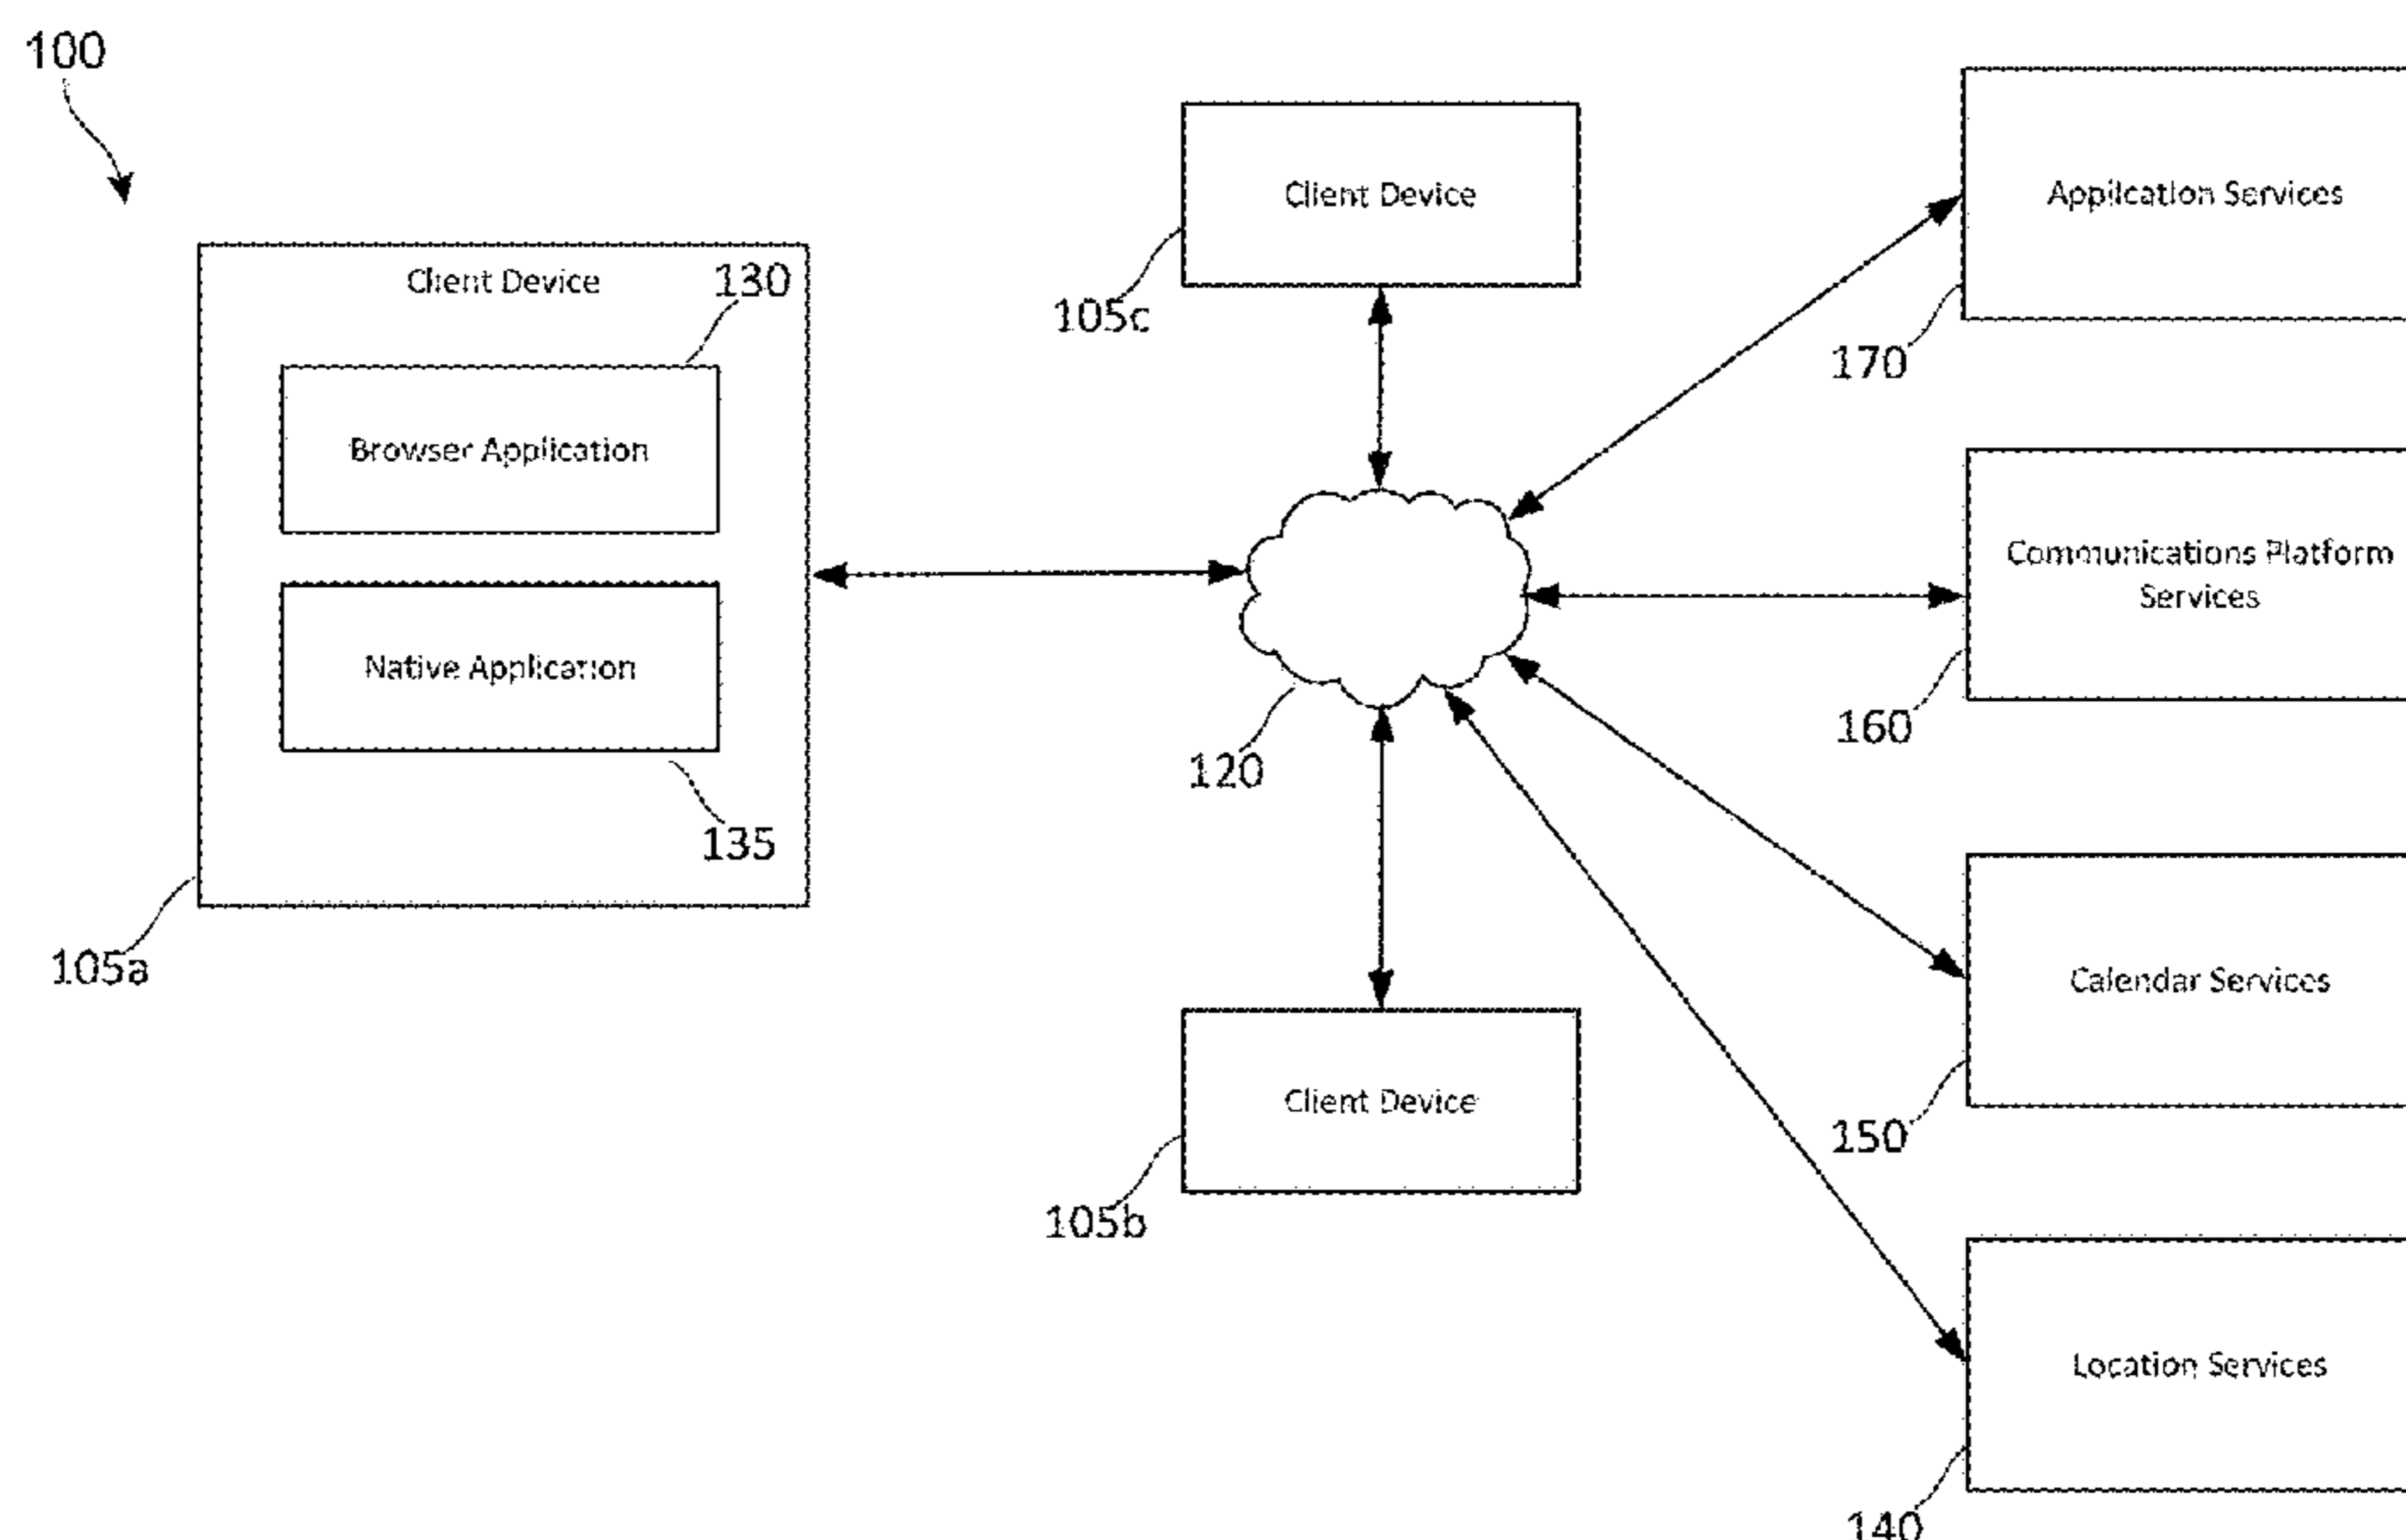 100
Client Device
130
Browser Application
Native Application
135
105a
Client Device
105c
120
Client Device
105b
Application Services
170
Communications Platform
Services
160
Calendar Services
150
Location Services
140